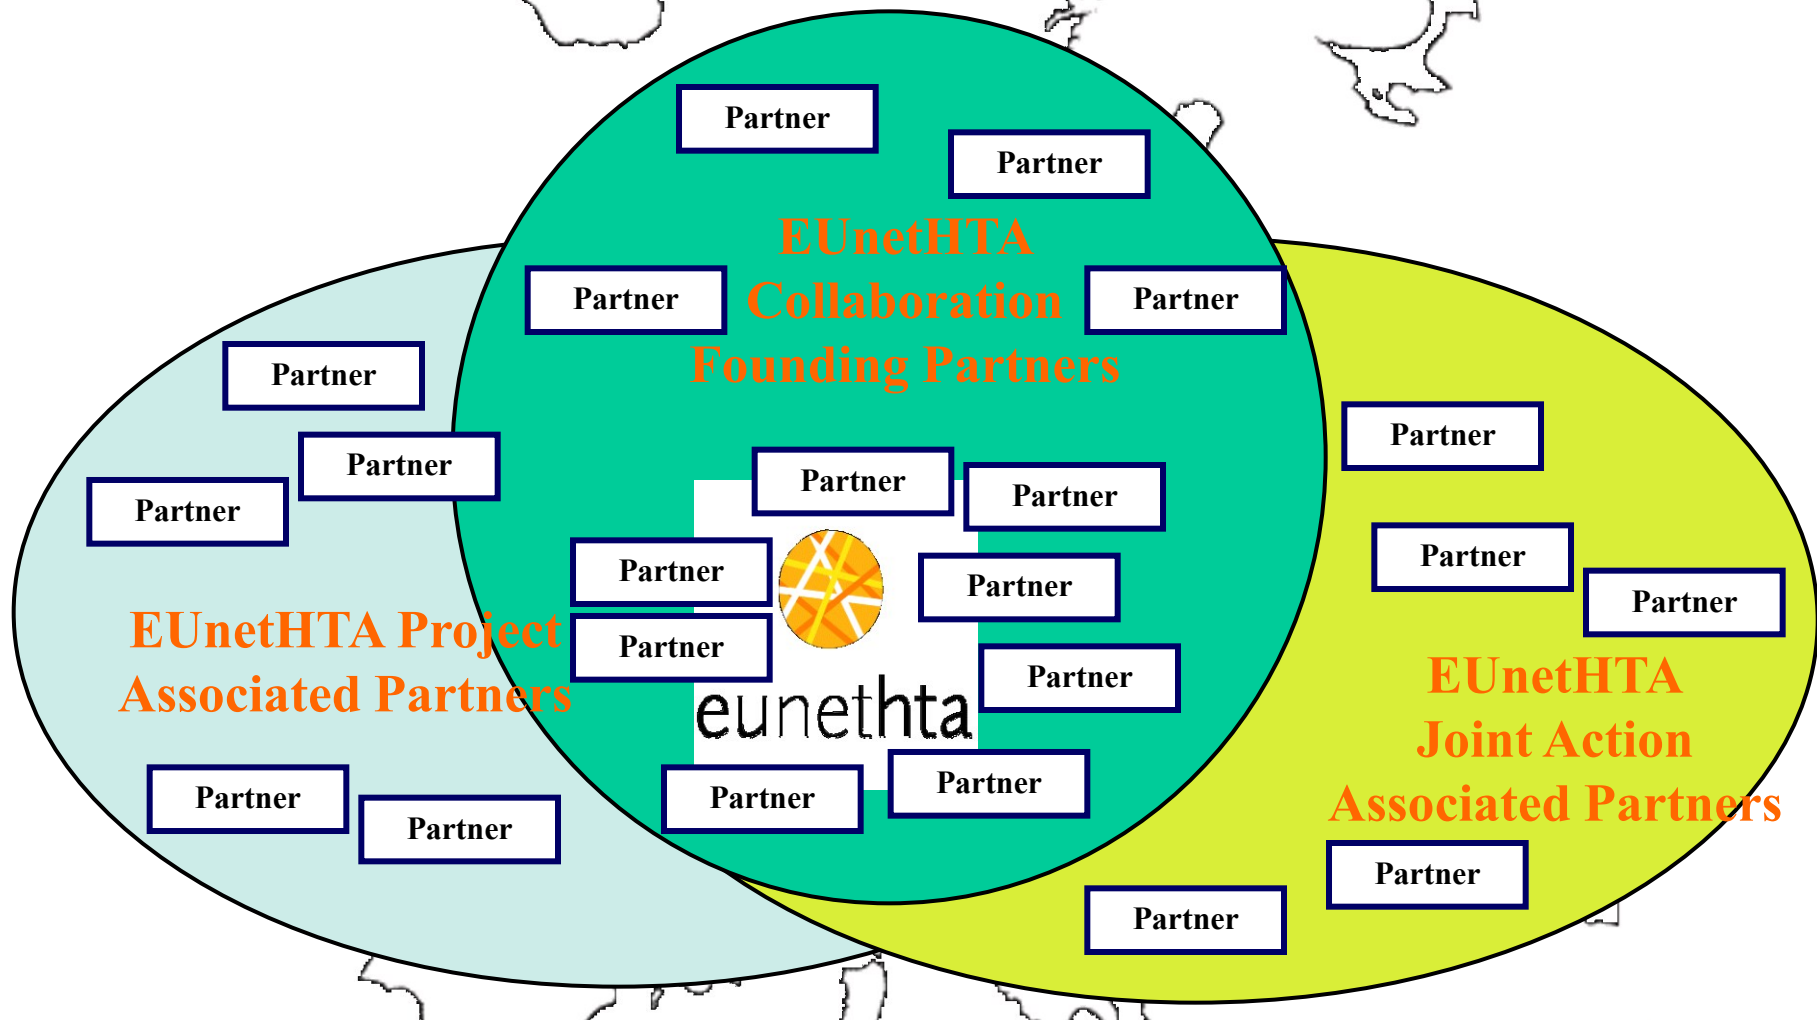 Partner
Partner
EUnetHTA
Collaboration
Founding Partners
Partner
Partner
Partner
Partner
Partner
EUnetHTA Project
Associated Partners
Partner
Partner
Partner
Partner
Partner
Partner
Partner
Partner
eunethta
Partner
Partner
Partner
Partner
Partner
EUnetHTA
Joint Action
Associated Partners
Partner
Partner